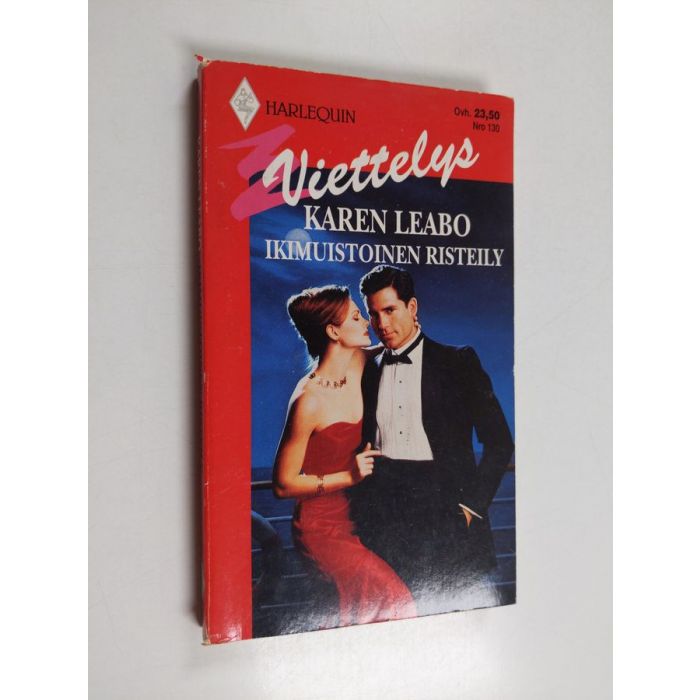 HARLEQUIN
Ovh. 23,50
Nro 130
Viettelys
KAREN LEABO
IKIMUISTOINEN RISTEILY